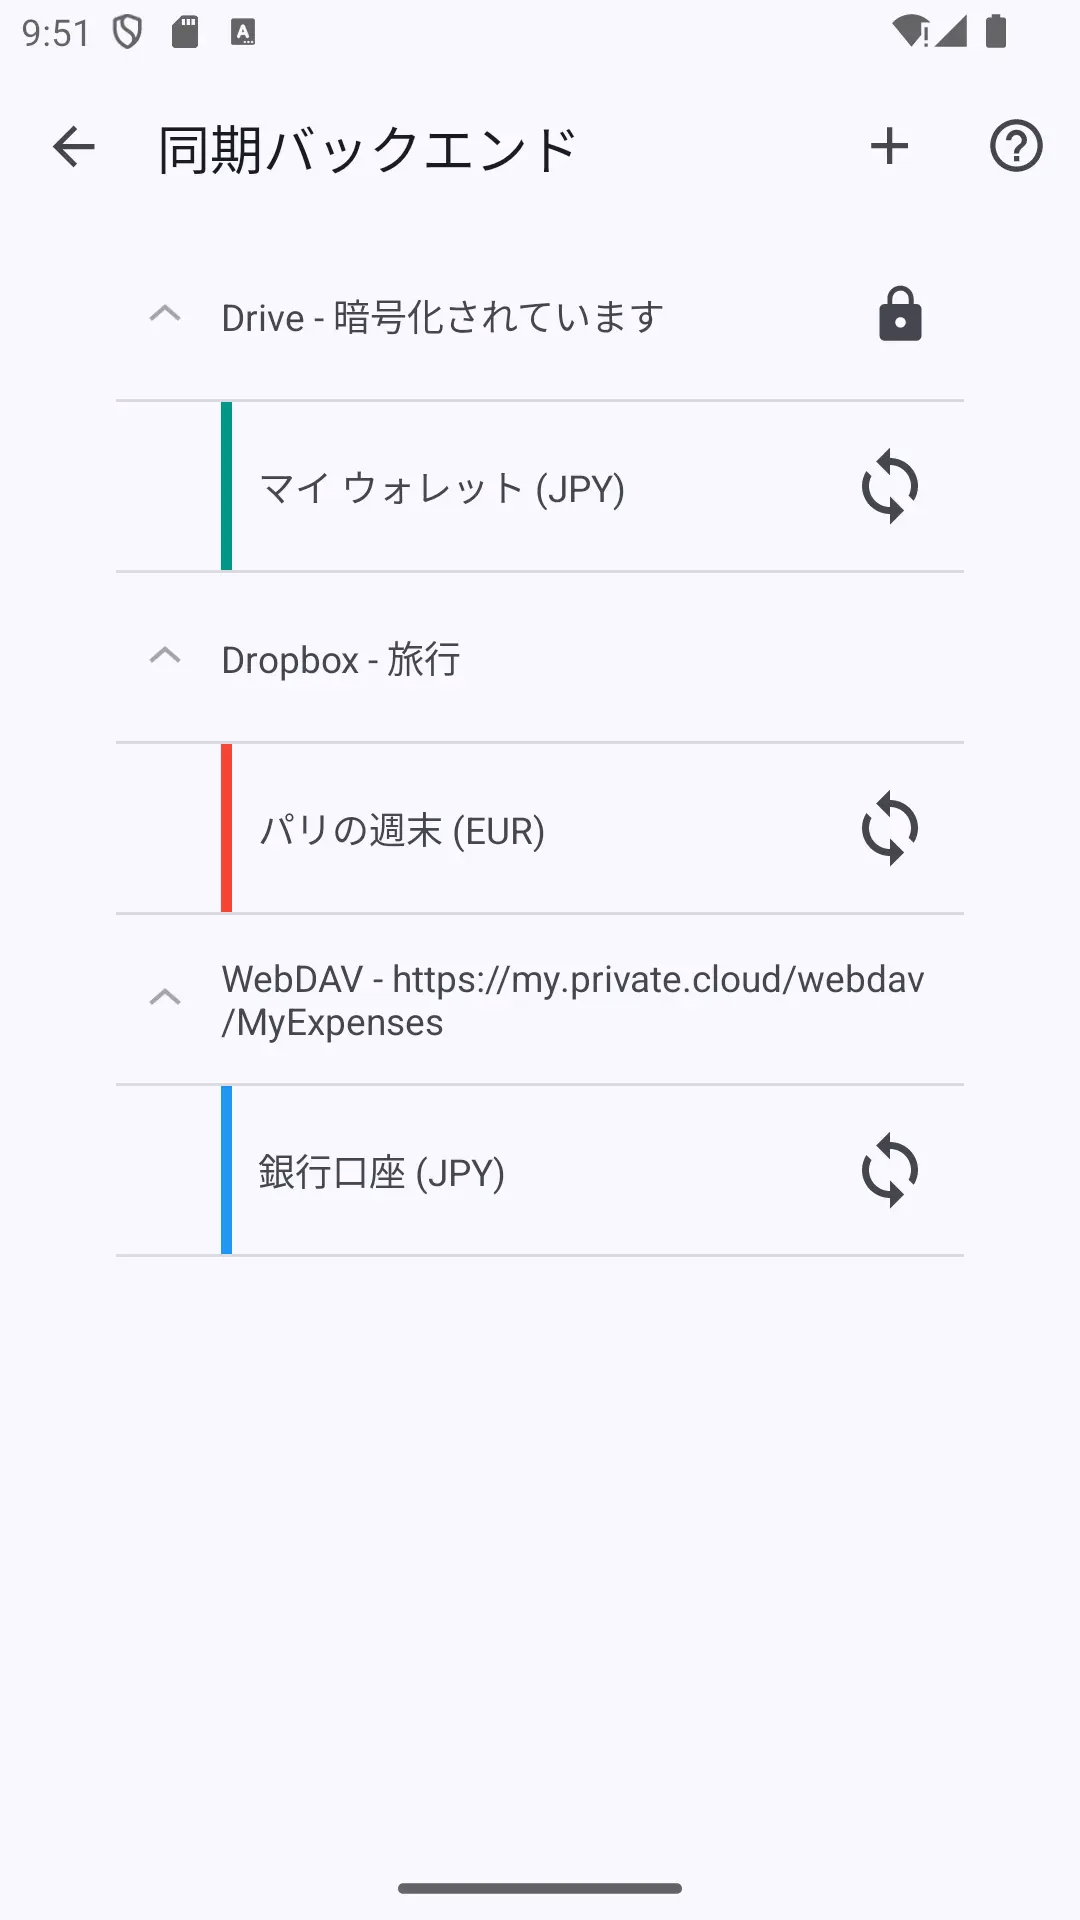 9:51
同期バックエンド
Drive - 暗号化されています
マイ ウォレット (JPY)
Dropbox - 旅行
パリの週末 (EUR)
WebDAV - https://my.private.cloud/webdav
/MyExpenses
銀行口座 (JPY)